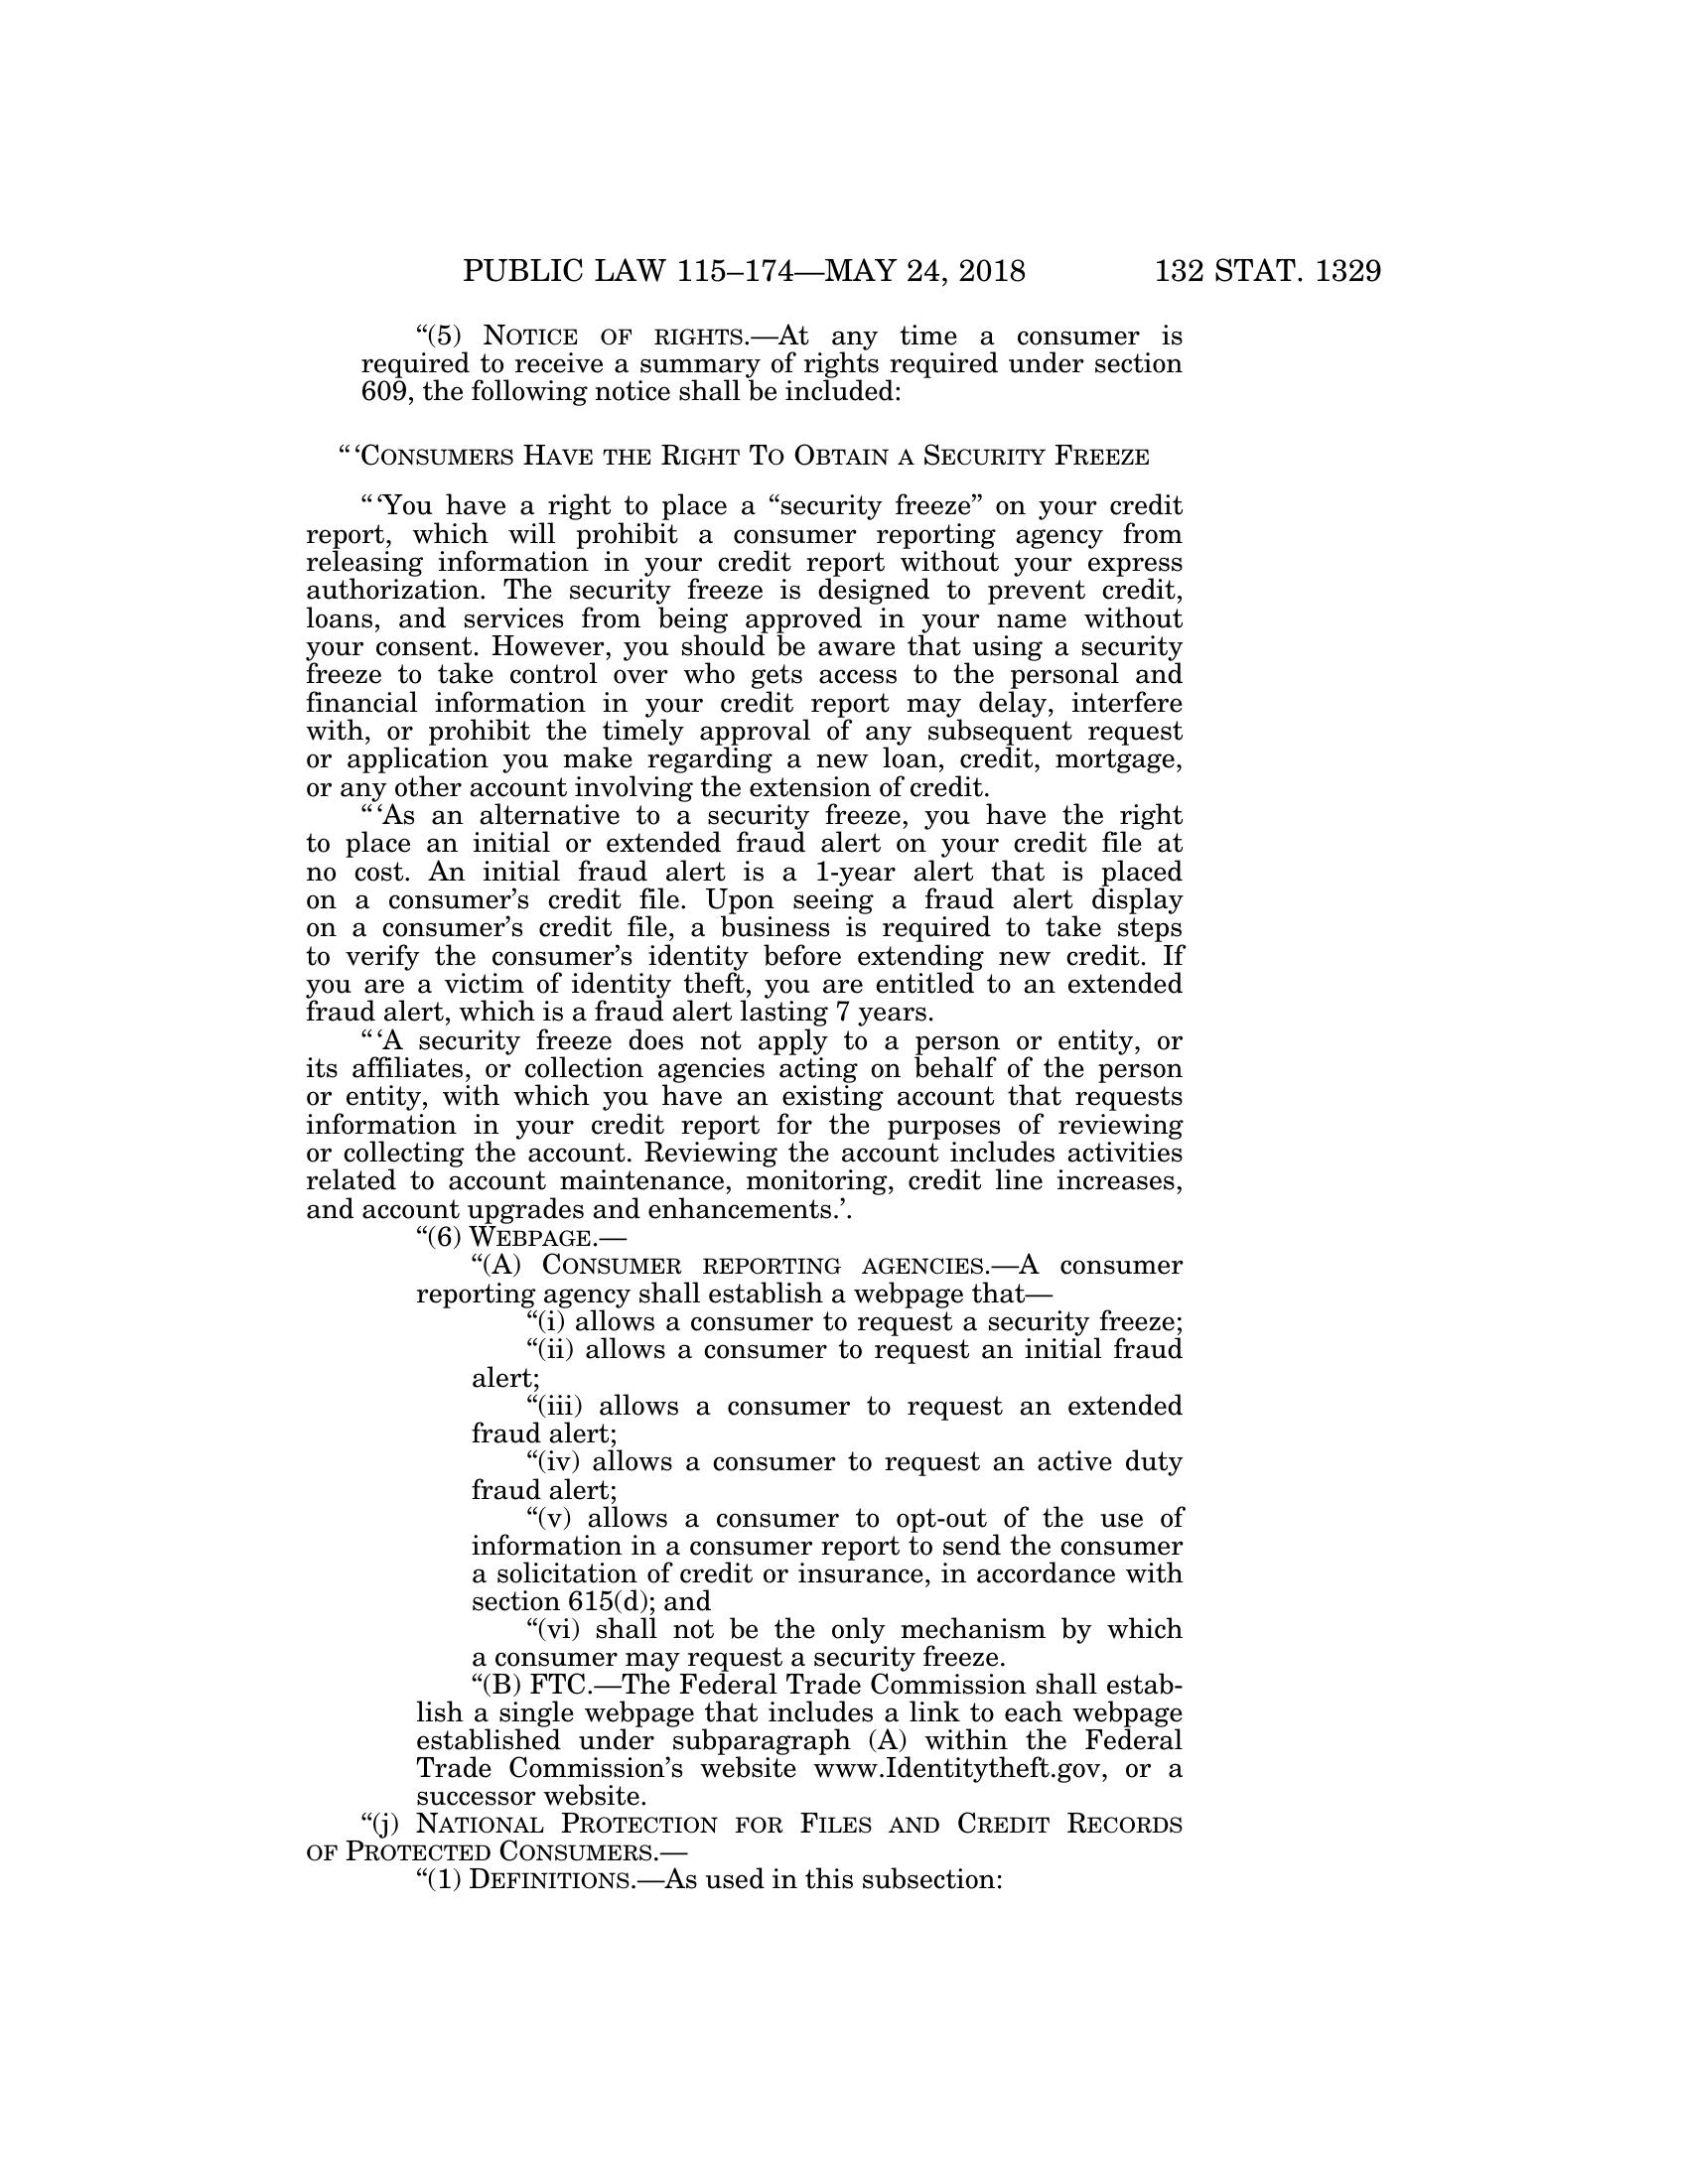 PUBLIC LAW 115–174—MAY 24, 2018 132 STAT. 1329
“(5) NOTICE OF RIGHTS.—At any time a consumer is
required to receive a summary of rights required under section
609, the following notice shall be included:
“ ‘CONSUMERS HAVE THE RIGHT TO OBTAIN A SECURITY FREEZE
“ ‘You have a right to place a “security freeze” on your credit
report, which will prohibit a consumer reporting agency from
releasing information in your credit report without your express
authorization. The security freeze is designed to prevent credit,
loans, and services from being approved in your name without
your consent. However, you should be aware that using a security
freeze to take control over who gets access to the personal and
financial information in your credit report may delay, interfere
with, or prohibit the timely approval of any subsequent request
or application you make regarding a new loan, credit, mortgage,
or any other account involving the extension of credit.
“ ‘As an alternative to a security freeze, you have the right
to place an initial or extended fraud alert on your credit file at
no cost. An initial fraud alert is a 1-year alert that is placed
on a consumer’s credit file. Upon seeing a fraud alert display
on a consumer’s credit file, a business is required to take steps
to verify the consumer’s identity before extending new credit. If
you are a victim of identity theft, you are entitled to an extended
fraud alert, which is a fraud alert lasting 7 years.
“ ‘A security freeze does not apply to a person or entity, or
its affiliates, or collection agencies acting on behalf of the person
or entity, with which you have an existing account that requests
information in your credit report for the purposes of reviewing
or collecting the account. Reviewing the account includes activities
related to account maintenance, monitoring, credit line increases,
and account upgrades and enhancements.’.
“(6) WEBPAGE.—
“(A) CONSUMER REPORTING AGENCIES.—A consumer
reporting agency shall establish a webpage that—
“(i) allows a consumer to request a security freeze;
“(ii) allows a consumer to request an initial fraud
alert;
“(iii) allows a consumer to request an extended
fraud alert;
“(iv) allows a consumer to request an active duty
fraud alert;
“(v) allows a consumer to opt-out of the use of
information in a consumer report to send the consumer
a solicitation of credit or insurance, in accordance with
section 615(d); and
“(vi) shall not be the only mechanism by which
a consumer may request a security freeze.
“(B) FTC.—The Federal Trade Commission shall estab-
lish a single webpage that includes a link to each webpage
established under subparagraph (A) within the Federal
Trade Commission’s website www.Identitytheft.gov, or a
successor website.
“(j) NATIONAL PROTECTION FOR FILES AND CREDIT RECORDS
OF PROTECTED CONSUMERS.—
“(1) DEFINITIONS.—As used in this subsection: